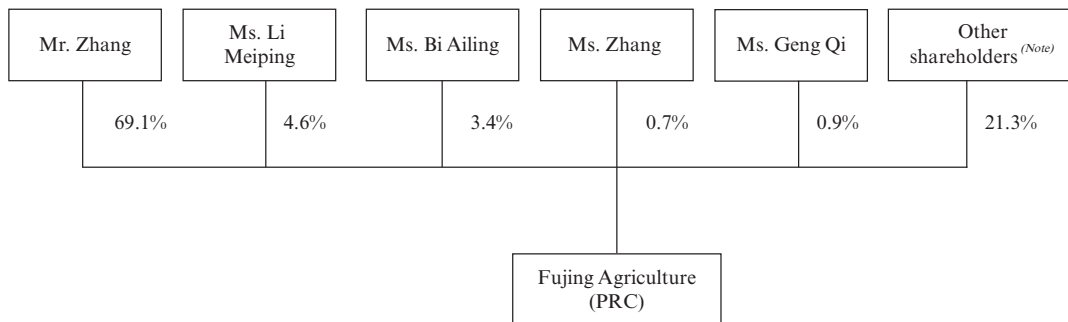 Mr. Zhang
Ms. Li
Meiping
Ms. Bi Ailing
Ms. Zhang
Ms. Geng Qi
Other
shareholders (Note)
69.1%
4.6%
3.4%
0.7%
0.9%
21.3%
Fujing Agriculture
(PRC)